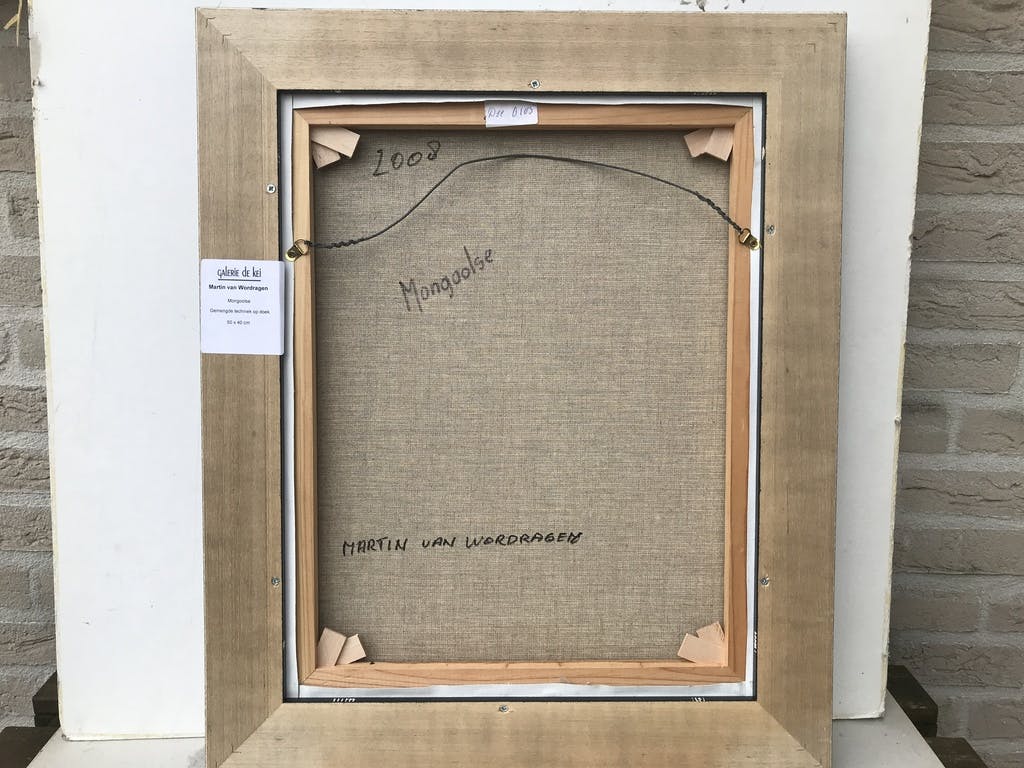 2008
Mongoolse
galerie de kei
Martin van Wordragen
Mongoolse
Gemengde techniek op doek
50 x 40 cm
MARTIN VAN WORDRAGEN